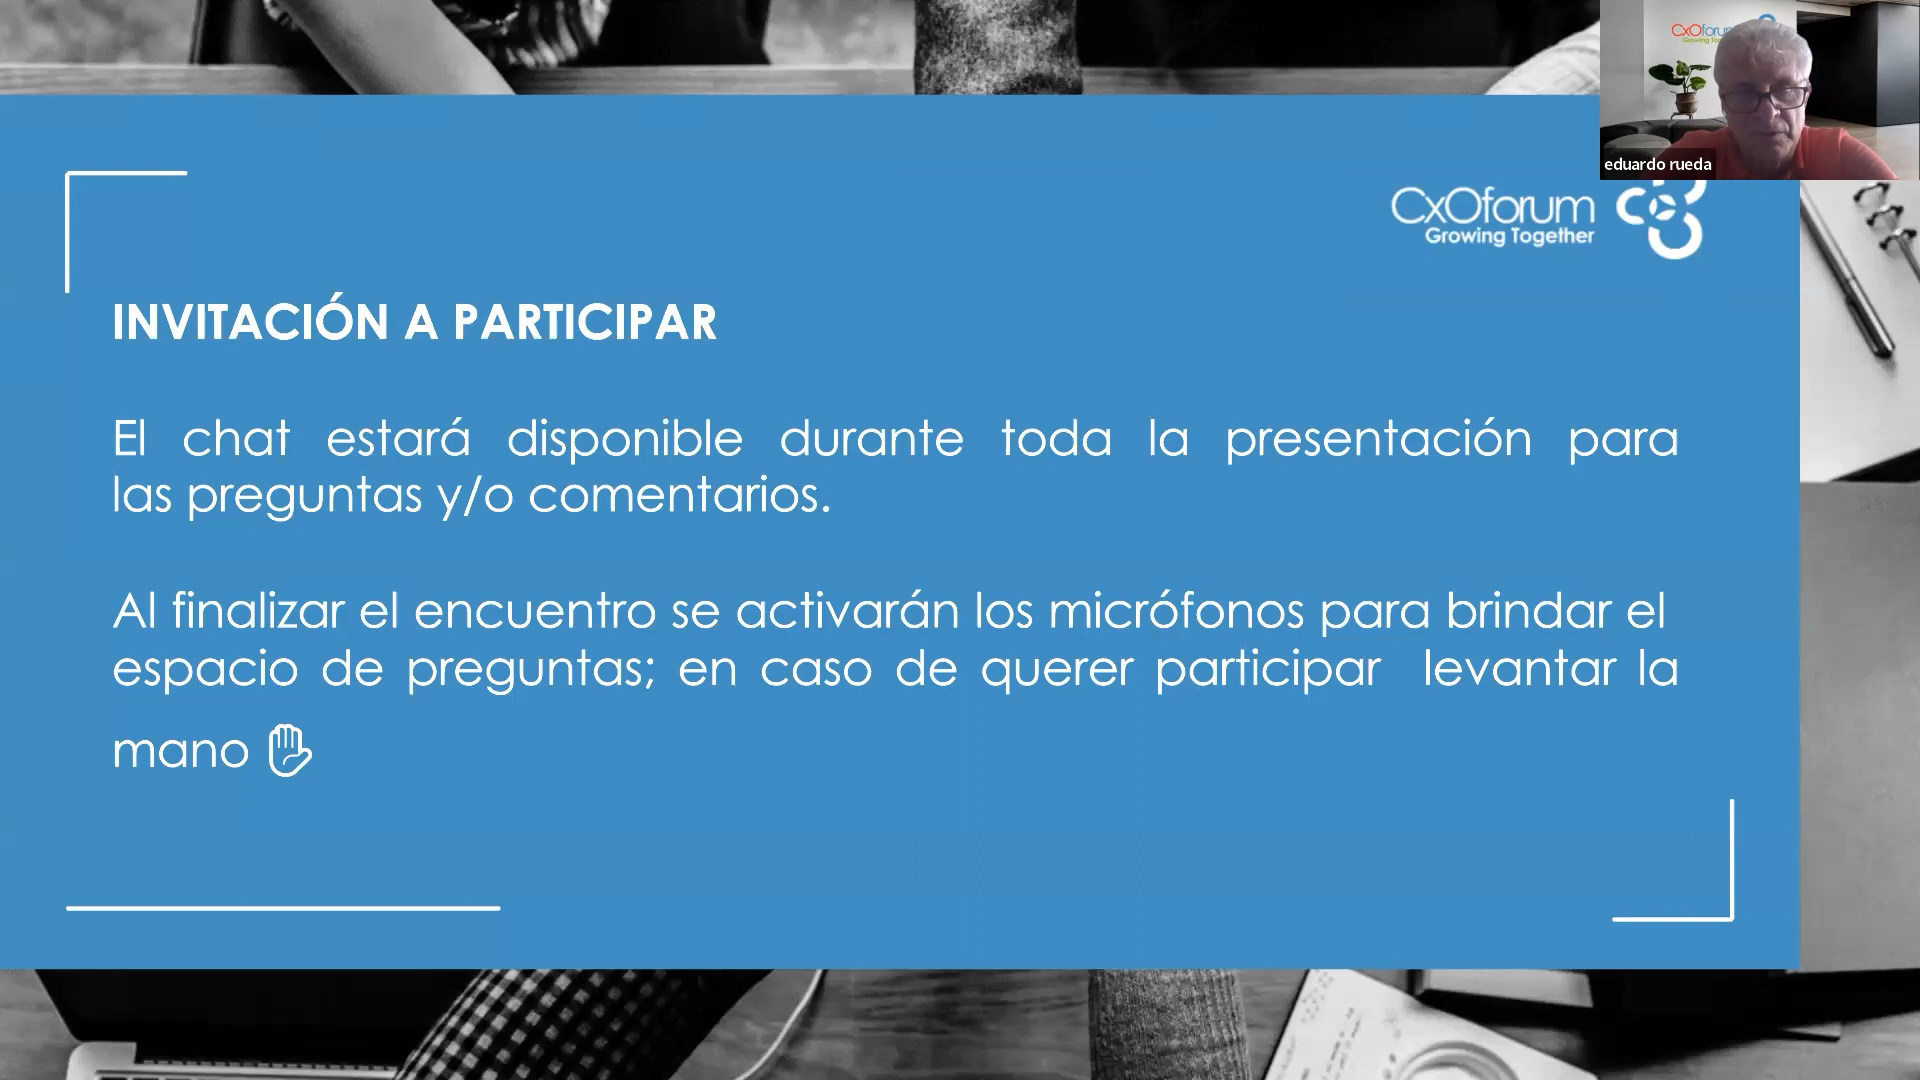 CxOforum
eduardo rueda
CxOforum
Growing Together
INVITACIÓN A PARTICIPAR
El chat estará disponible durante toda la presentación para
las preguntas y/o comentarios.
Al finalizar el encuentro se activarán los micrófonos para brindar el
espacio de preguntas; en caso de querer participar levantar la
mano